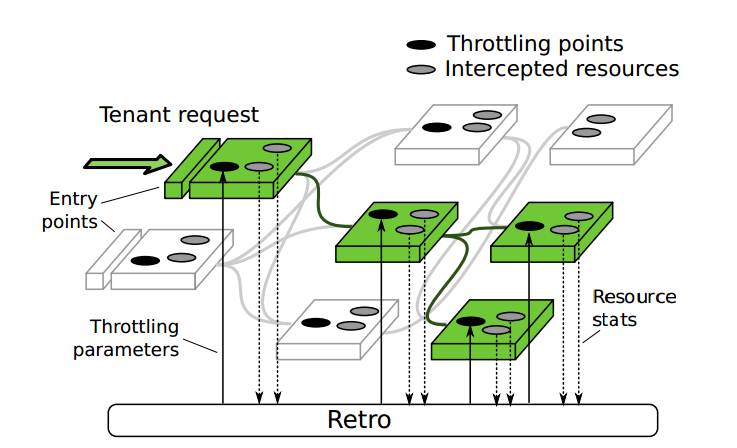 Throttling points
Intercepted resources
Tenant request
Entry
points
Throttling
parameters
Resource
stats
Retro